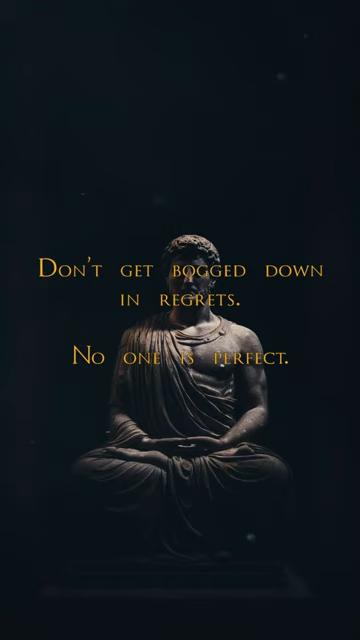 Don't get bogged down
in regrets.
No one is perfect.